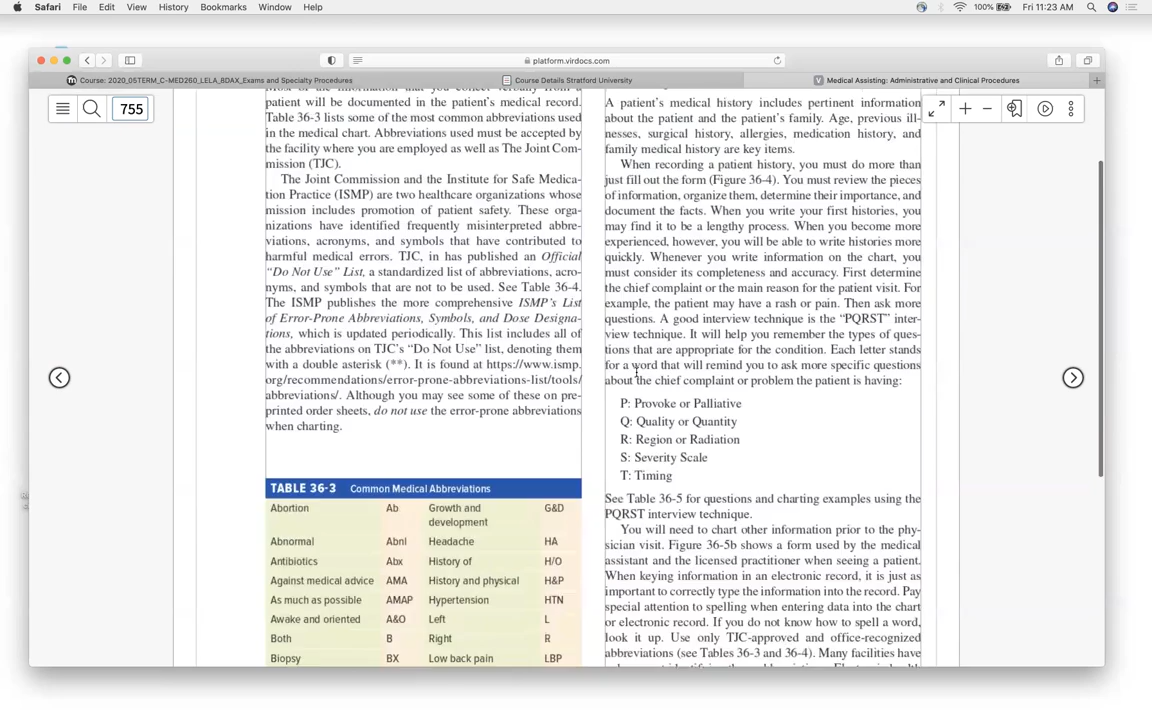 Safari File Edit View History Bookmarks Window Help 100% Fri 11:23 AM
platform.virdocs.com
Course: 2020_05TERM_C-MED260_LELA_8DAX_Exams and Specialty Procedures
Course Details Stratford University
Medical Assisting: Administrative and Clinical Procedures
755
Most of the information that you collect verbally from a
patient will be documented in the patient's medical record.
Table 36-3 lists some of the most common abbreviations used
in the medical chart. Abbreviations used must be accepted by
the facility where you are employed as well as The Joint Com-
mission (TJC).
The Joint Commission and the Institute for Safe Medica-
tion Practice (ISMP) are two healthcare organizations whose
mission includes promotion of patient safety. These orga-
nizations have identified frequently misinterpreted abbre-
viations, acronyms, and symbols that have contributed to
harmful medical errors. TJC, in has published an Official
"Do Not Use" List, a standardized list of abbreviations, acro-
nyms, and symbols that are not to be used. See Table 36-4.
The ISMP publishes the more comprehensive ISMP's List
of Error-Prone Abbreviations, Symbols, and Dose Designa-
tions, which is updated periodically. This list includes all of
the abbreviations on TJC's "Do Not Use" list, denoting them
with a double asterisk (**). It is found at https://www.ismp.
org/recommendations/error-prone-abbreviations-list/tools/
abbreviations/. Although you may see some of these on pre-
printed order sheets, do not use the error-prone abbreviations
when charting.
TABLE 36-3 Common Medical Abbreviations
Abortion Ab Growth and development G&D
Abnormal Abnl Headache HA
Antibiotics Abx History of H/O
Against medical advice AMA History and physical H&P
As much as possible AMAP Hypertension HTN
Awake and oriented A&O Left L
Both B Right R
Biopsy BX Low back pain LBP
A patient's medical history includes pertinent information
about the patient and the patient's family. Age, previous ill-
nesses, surgical history, allergies, medication history, and
family medical history are key items.
When recording a patient history, you must do more than
just fill out the form (Figure 36-4). You must review the pieces
of information, organize them, determine their importance, and
document the facts. When you write your first histories, you
may find it to be a lengthy process. When you become more
experienced, however, you will be able to write histories more
quickly. Whenever you write information on the chart, you
must consider its completeness and accuracy. First determine
the chief complaint or the main reason for the patient visit. For
example, the patient may have a rash or pain. Then ask more
questions. A good interview technique is the "PQRST" inter-
view technique. It will help you remember the types of ques-
tions that are appropriate for the condition. Each letter stands
for a word that will remind you to ask more specific questions
about the chief complaint or problem the patient is having:
P: Provoke or Palliative
Q: Quality or Quantity
R: Region or Radiation
S: Severity Scale
T: Timing
See Table 36-5 for questions and charting examples using the
PQRST interview technique.
You will need to chart other information prior to the phy-
sician visit. Figure 36-5b shows a form used by the medical
assistant and the licensed practitioner when seeing a patient.
When keying information in an electronic record, it is just as
important to correctly type the information into the record. Pay
special attention to spelling when entering data into the chart
or electronic record. If you do not know how to spell a word,
look it up. Use only TJC-approved and office-recognized
abbreviations (see Tables 36-3 and 36-4). Many facilities have